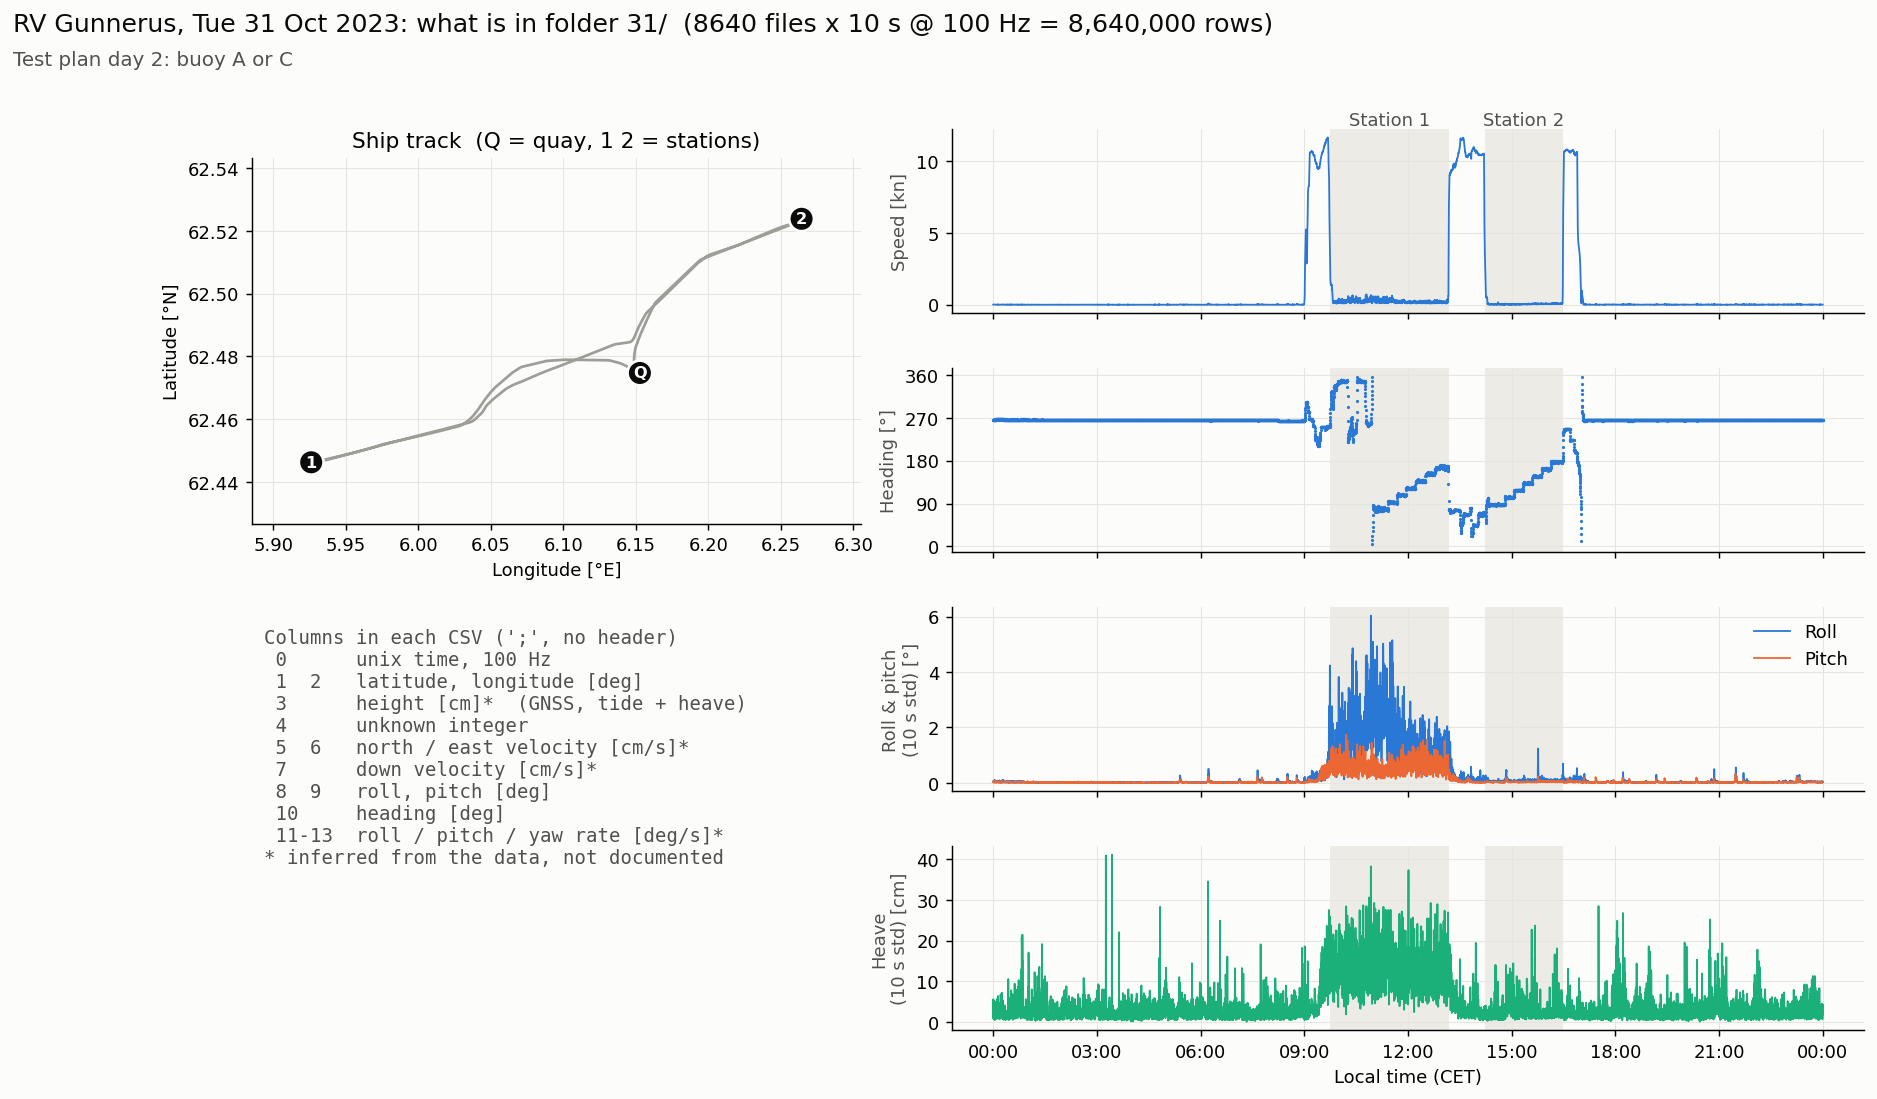 RV Gunnerus, Tue 31 Oct 2023: what is in folder 31/  (8640 files x 10 s @ 100 Hz = 8,640,000 rows)
Test plan day 2: buoy A or C
Ship track  (Q = quay, 1 2 = stations)
Latitude [°N]
62.54
62.52
62.50
62.48
62.46
62.44
2
Q
1
5.90 5.95 6.00 6.05 6.10 6.15 6.20 6.25 6.30
Longitude [°E]
Columns in each CSV (';', no header)
0       unix time, 100 Hz
1  2   latitude, longitude [deg]
3       height [cm]*  (GNSS, tide + heave)
4       unknown integer
5  6   north / east velocity [cm/s]*
7       down velocity [cm/s]*
8  9   roll, pitch [deg]
10     heading [deg]
11-13  roll / pitch / yaw rate [deg/s]*
* inferred from the data, not documented
Station 1 Station 2
Speed [kn]
10
5
0
Heading [°]
360
270
180
90
0
Roll & pitch
(10 s std) [°]
6
4
2
0
Roll
Pitch
Heave
(10 s std) [cm]
40
30
20
10
0
00:00 03:00 06:00 09:00 12:00 15:00 18:00 21:00 00:00
Local time (CET)